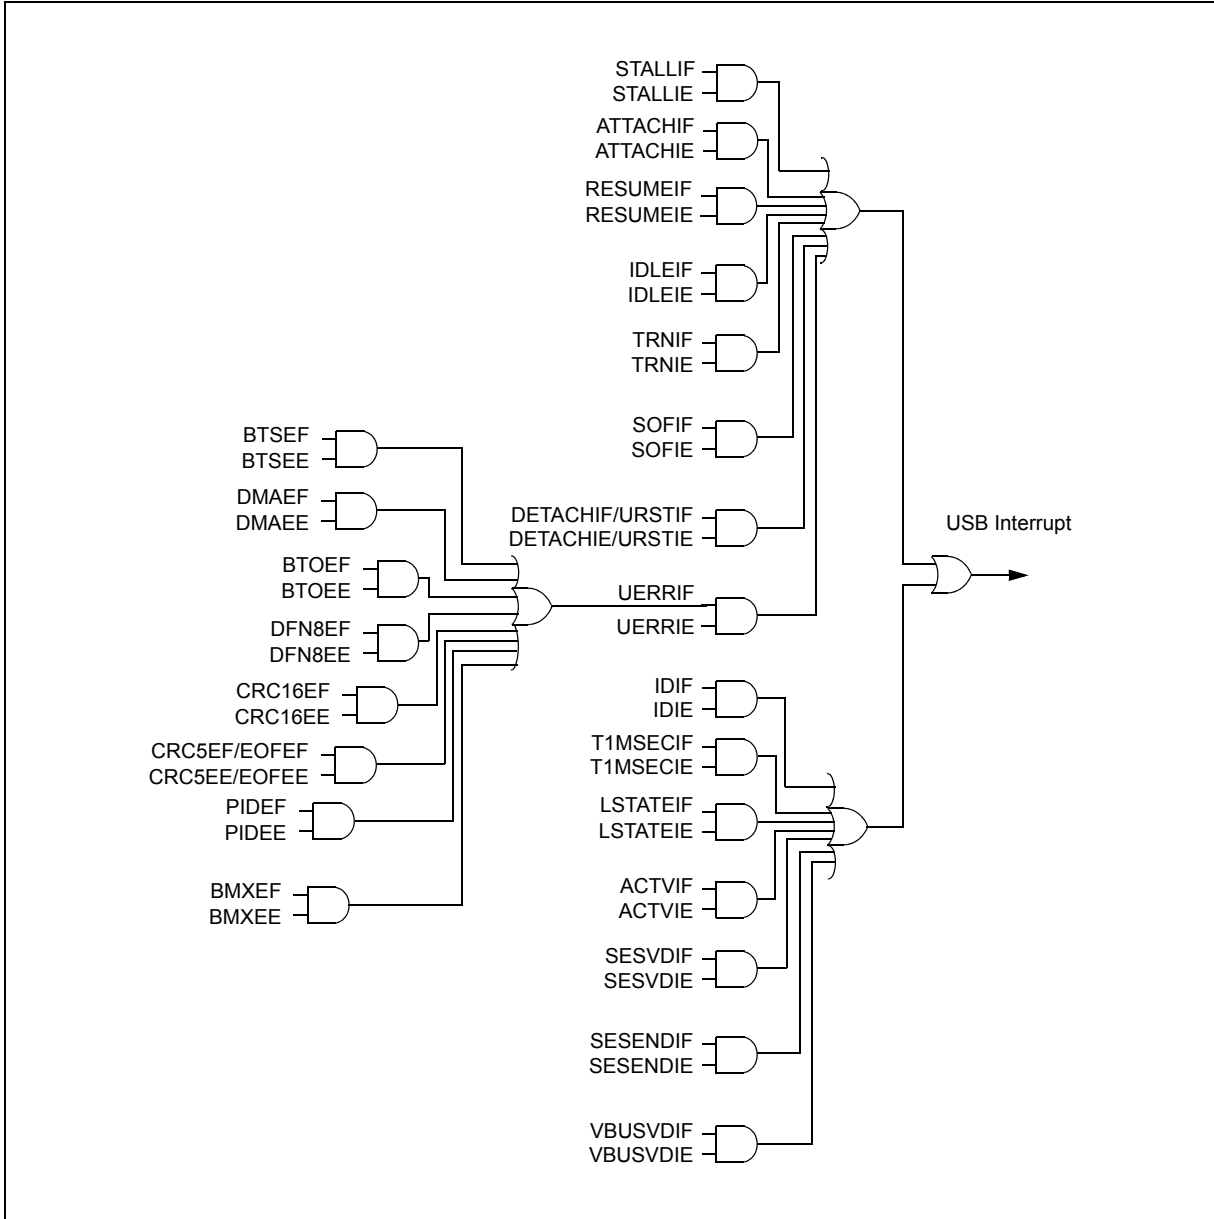 STALLIF
STALLIE
ATTACHIF
ATTACHIE
RESUMEIF
RESUMEIE
IDLEIF
IDLEIE
TRNIF
TRNIE
SOFIF
SOFIE
BTSEF
BTSEE
DMAEF
DMAEE
DETACHIF/URSTIF
DETACHIE/URSTIE
USB Interrupt
BTOEF
BTOEE
UERRIF
UERRIE
DFN8EF
DFN8EE
CRC16EF
CRC16EE
IDIF
IDIE
CRC5EF/EOFEF
CRC5EE/EOFEE
T1MSECIF
T1MSECIE
PIDEF
PIDEE
LSTATEIF
LSTATEIE
BMXEF
BMXEE
ACTVIF
ACTVIE
SESVDIF
SESVDIE
SESENDIF
SESENDIE
VBUSVDIF
VBUSVDIE